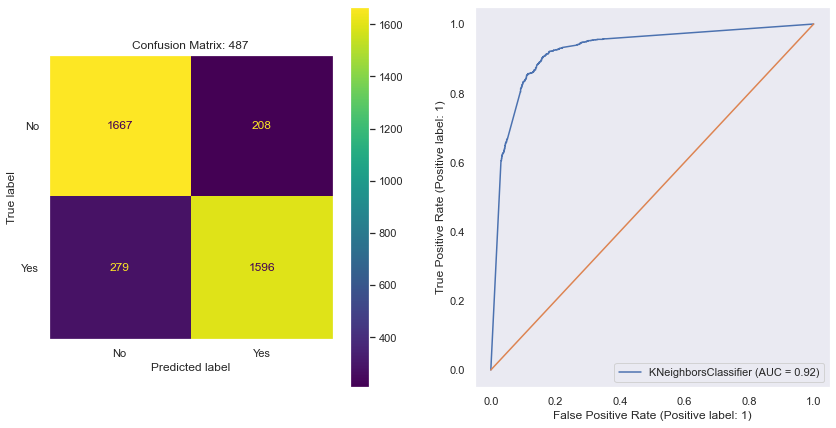 Confusion Matrix: 487
True label
No
Yes
1667
208
279
1596
No
Yes
Predicted label
1600
1400
1200
1000
800
600
400
True Positive Rate (Positive label: 1)
1.0
0.8
0.6
0.4
0.2
0.0
KNeighborsClassifier (AUC = 0.92)
0.0
0.2
0.4
0.6
0.8
1.0
False Positive Rate (Positive label: 1)